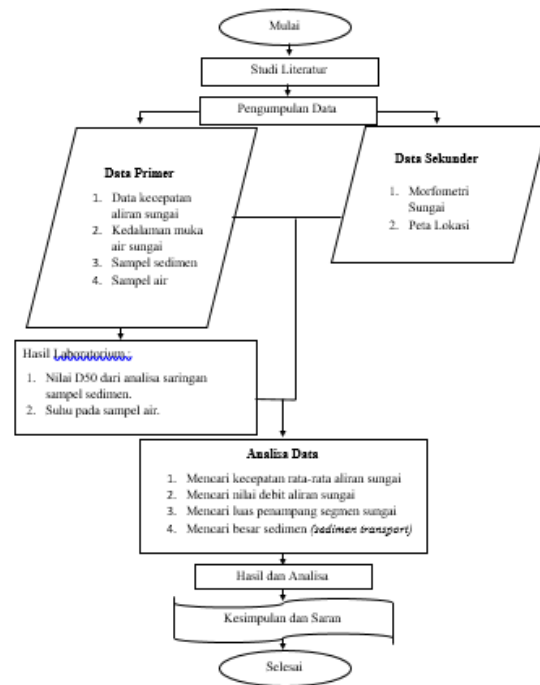 Mulai
Studi Literatur
Pengumpulan Data
Data Primer
1. Data kecepatan
aliran sungai
2. Kedalaman muka
air sungai
3. Sampel sedimen
4. Sampel air
Data Sekunder
1. Morfometri
Sungai
2. Peta Lokasi
Hasil Laboratorium :
1. Nilai D50 dari analisa saringan
sampel sedimen.
2. Suhu pada sampel air.
Analisa Data
1. Mencari kecepatan rata-rata aliran sungai
2. Mencari nilai debit aliran sungai
3. Mencari luas penampang segmen sungai
4. Mencari besar sedimen (sedimen transport)
Hasil dan Analisa
Kesimpulan dan Saran
Selesai